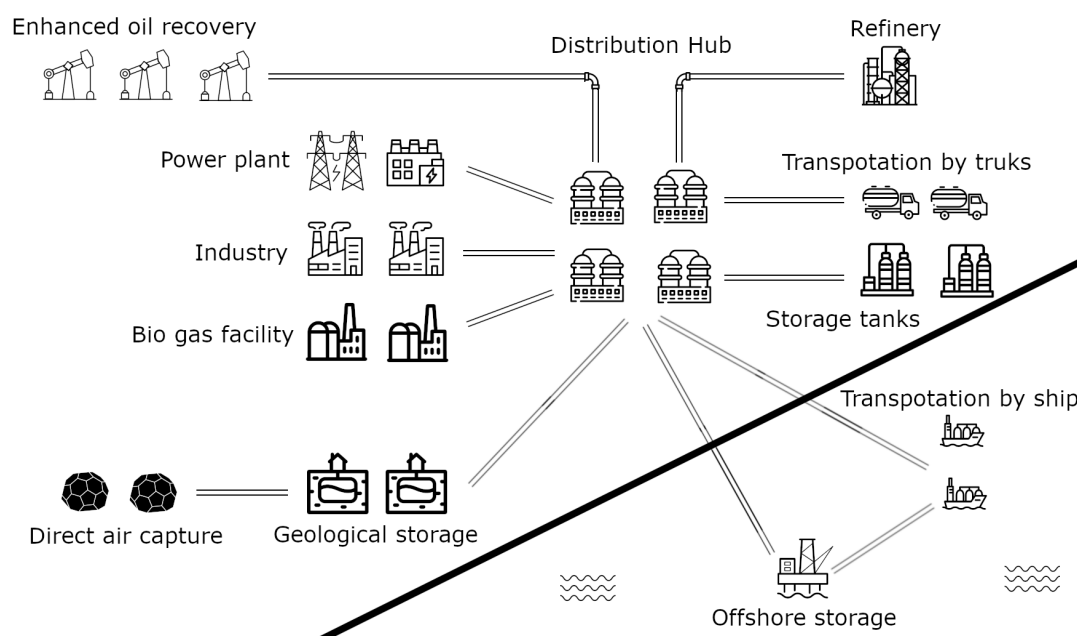 Enhanced oil recovery
Distribution Hub
Refinery
Power plant
Transpotation by truks
Industry
Storage tanks
Bio gas facility
Transpotation by ship
Direct air capture
Geological storage
Offshore storage